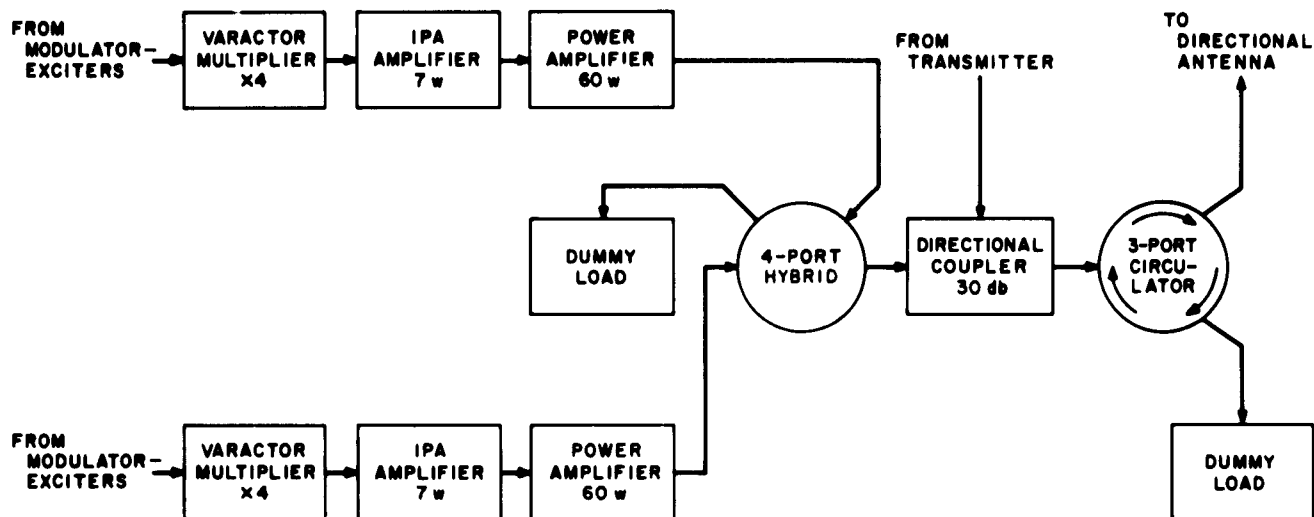 FROM
MODULATOR-
EXCITERS
VARACTOR
MULTIPLIER
×4
IPA
AMPLIFIER
7 w
POWER
AMPLIFIER
60 w
FROM
TRANSMITTER
TO
DIRECTIONAL
ANTENNA
DUMMY
LOAD
4-PORT
HYBRID
DIRECTIONAL
COUPLER
30 db
3-PORT
CIRCU-
LATOR
FROM
MODULATOR-
EXCITERS
VARACTOR
MULTIPLIER
×4
IPA
AMPLIFIER
7 w
POWER
AMPLIFIER
60 w
DUMMY
LOAD